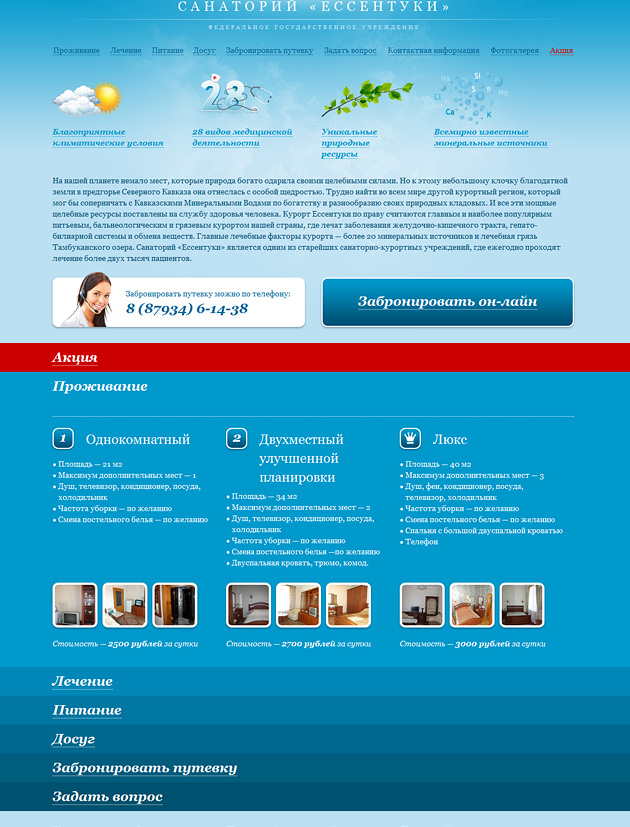 САНАТОРИЙ «ЕССЕНТУКИ»
ФЕДЕРАЛЬНОЕ ГОСУДАРСТВЕННОЕ УЧРЕЖДЕНИЕ
Проживание Лечение Питание Досуг Забронировать путевку Задать вопрос Контактная информация Фотогалерея Акция
28
Si
S
P
Mg
Cl
Ca
K
Благоприятные
климатические условия
28 видов медицинской
деятельности
Уникальные
природные
ресурсы
Всемирно известные
минеральные источники
На нашей планете немало мест, которые природа богато одарила своими целебными силами. Но к этому небольшому клочку благодатной
земли в предгорье Северного Кавказа она отнеслась с особой щедростью. Трудно найти во всем мире другой курортный регион, который
мог бы соперничать с Кавказскими Минеральными Водами по богатству и разнообразию своих природных кладовых. И все эти мощные
целебные ресурсы поставлены на службу здоровья человека. Курорт Ессентуки по праву считаются главным и наиболее популярным
питьевым, бальнеологическим и грязевым курортом нашей страны, где лечат заболевания желудочно-кишечного тракта, гепато-
билиарной системы и обмена веществ. Главные лечебные факторы курорта — более 20 минеральных источников и лечебная грязь
Тамбуканского озера. Санаторий «Ессентуки» является одним из старейших санаторно-курортных учреждений, где ежегодно проходят
лечение более двух тысяч пациентов.
Забронировать путевку можно по телефону:
8 (87934) 6-14-38
Забронировать он-лайн
Акция
Проживание
1 Однокомнатный
• Площадь — 21 м2
• Максимум дополнительных мест — 1
• Душ, телевизор, кондиционер, посуда,
холодильник
• Частота уборки — по желанию
• Смена постельного белья — по желанию
Стоимость — 2500 рублей за сутки
2 Двухместный
улучшенной
планировки
• Площадь — 34 м2
• Максимум дополнительных мест — 2
• Душ, телевизор, кондиционер, посуда,
холодильник
• Частота уборки — по желанию
• Смена постельного белья —по желанию
• Двуспальная кровать, трюмо, комод.
Стоимость — 2700 рублей за сутки
Люкс
• Площадь — 40 м2
• Максимум дополнительных мест — 3
• Душ, фен, кондиционер, посуда,
телевизор, холодильник
• Частота уборки — по желанию
• Смена постельного белья — по желанию
• Спальня с большой двуспальной кроватью
• Телефон
Стоимость — 3000 рублей за сутки
Лечение
Питание
Досуг
Забронировать путевку
Задать вопрос